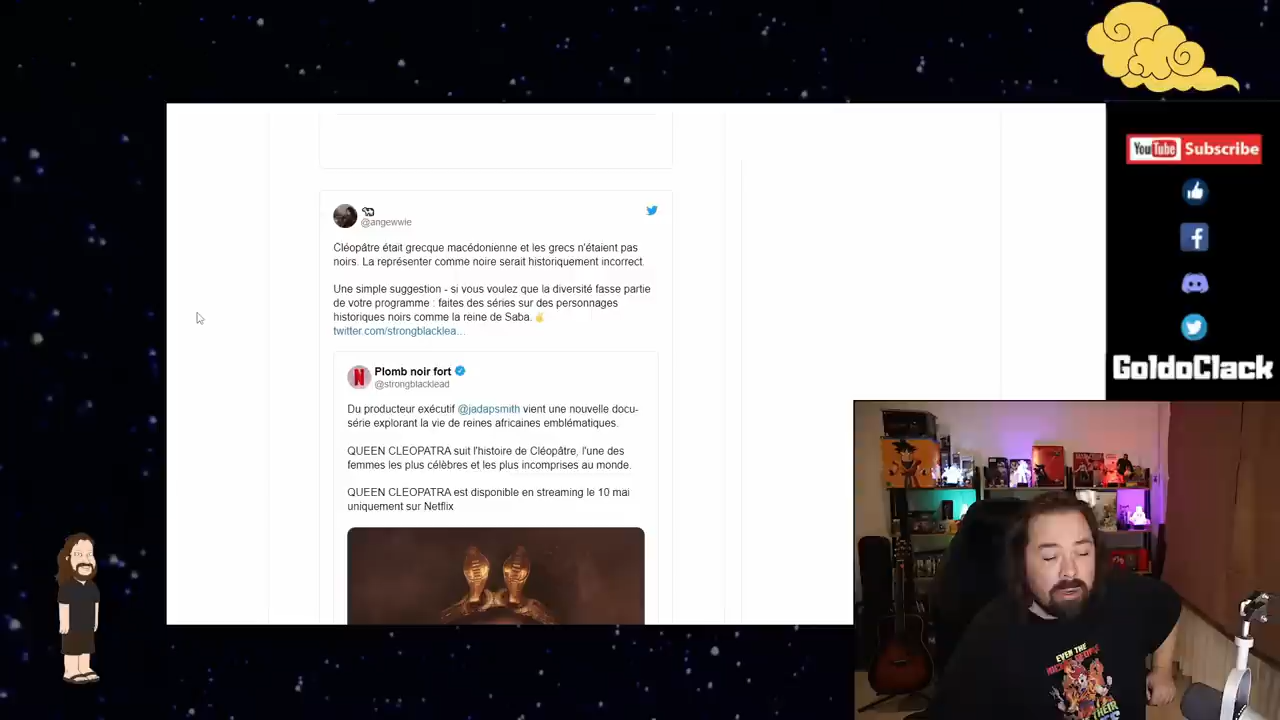 @angewwie
Cléopâtre était grecque macédonienne et les grecs n'étaient pas
noirs. La représenter comme noire serait historiquement incorrect.
Une simple suggestion - si vous voulez que la diversité fasse partie
de votre programme : faites des séries sur des personnages
historiques noirs comme la reine de Saba.✌
twitter.com/strongblacklea…
N
Plomb noir fort
@strongblacklead
Du producteur exécutif @jadapsmith vient une nouvelle docu-
série explorant la vie de reines africaines emblématiques.
QUEEN CLEOPATRA suit l'histoire de Cléopâtre, l'une des
femmes les plus célèbres et les plus incomprises au monde.
QUEEN CLEOPATRA est disponible en streaming le 10 mai
uniquement sur Netflix
YouTube Subscribe
GoldoClack
EVEN THE
THEIR